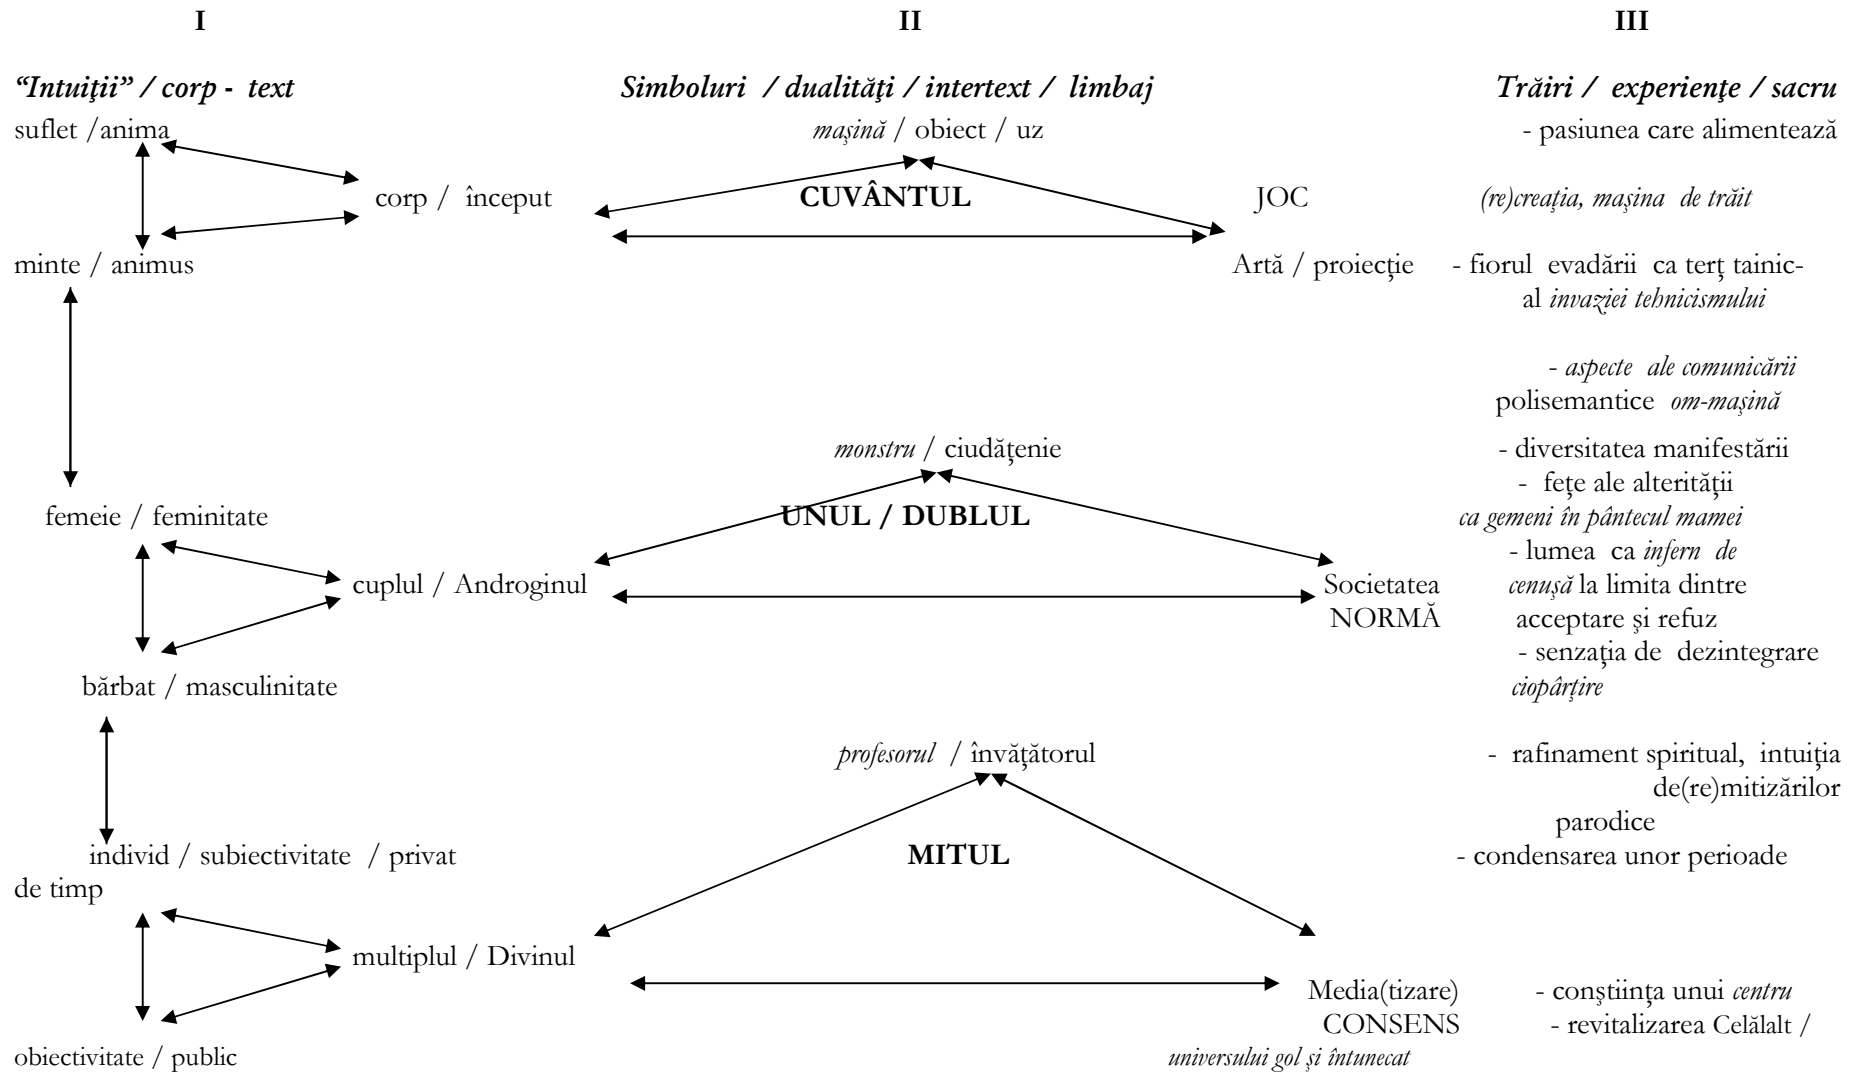 I II III
“Intuiţii” / corp - text Simboluri / dualităţi / intertext / limbaj Trăiri / experienţe / sacru
suflet /anima maşină / obiect / uz - pasiunea care alimentează
corp / început CUVÂNTUL JOC (re)creaţia, maşina de trăit
minte / animus Artă / proiecţie - fiorul evadării ca terţ tainic-
al invaziei tehnicismului
- aspecte ale comunicării
polisemantice om-maşină
monstru / ciudăţenie - diversitatea manifestării
- feţe ale alterităţii
femeie / feminitate UNUL / DUBLUL ca gemeni în pântecul mamei
- lumea ca infern de
cuplul / Androginul Societatea cenuşă la limita dintre
NORMĂ acceptare şi refuz
- senzaţia de dezintegrare
bărbat / masculinitate ciopârţire
profesorul / învăţătorul - rafinament spiritual, intuiţia
de(re)mitizărilor
parodice
individ / subiectivitate / privat MITUL - condensarea unor perioade
de timp
multiplul / Divinul
Media(tizare) - conştiinţa unui centru
CONSENS - revitalizarea Celălalt /
obiectivitate / public universului gol şi întunecat